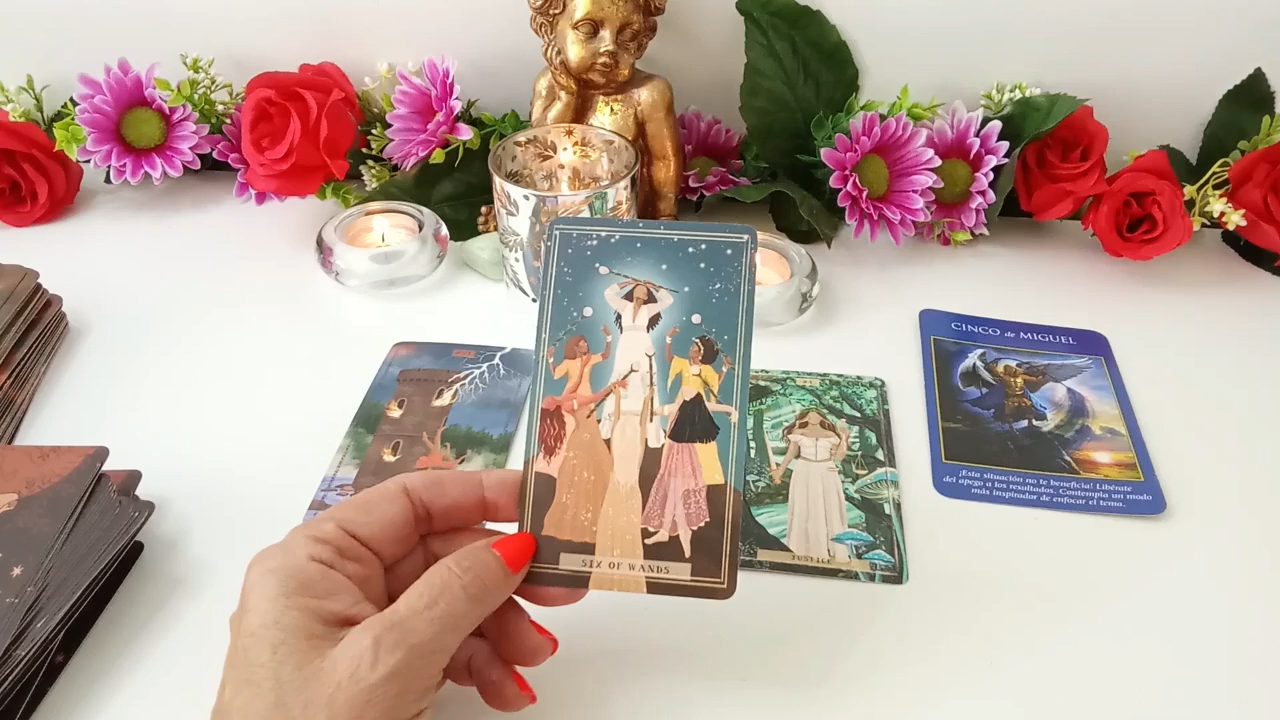 SIX OF WANDS
JUSTICE
CINCO de MIGUEL
¡Esta situación no te beneficia! Libérate
del apego a los resultados. Contempla un modo
más inspirador de enfocar el tema.